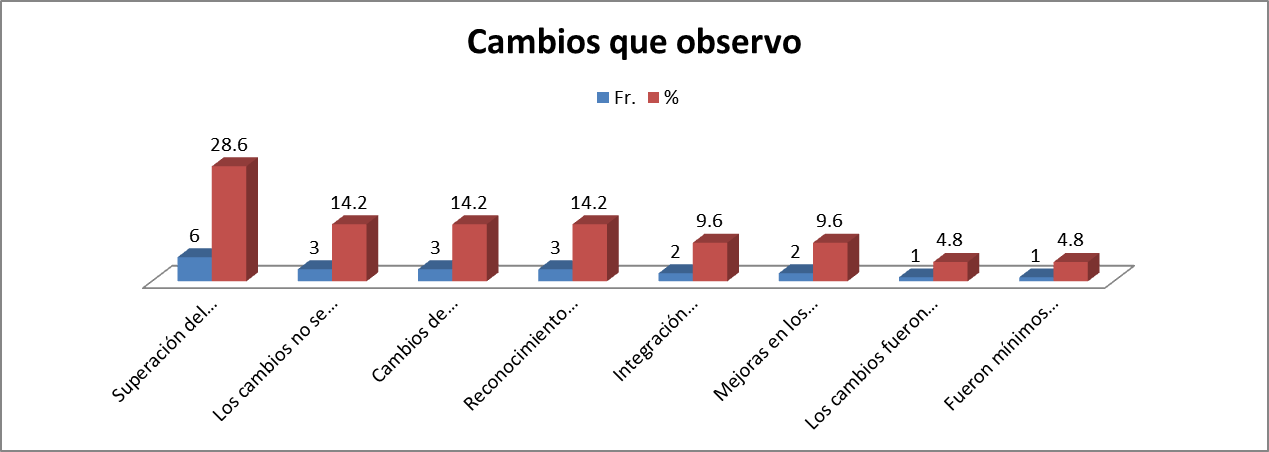 Cambios que observo
Fr. %
28.6
6
14.2
3
14.2
3
14.2
3
9.6
2
9.6
2
4.8
1
4.8
1
Superación del...
Los cambios no se...
Cambios de...
Reconocimiento...
Integración...
Mejoras en los...
Los cambios fueron...
Fueron mínimos...